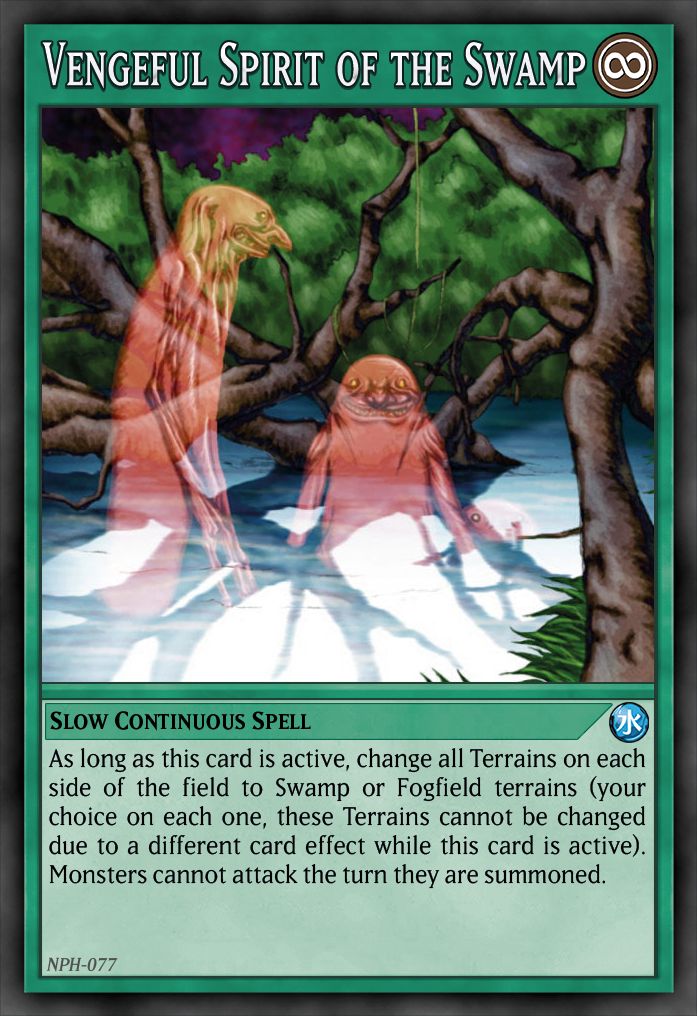 Vengeful Spirit of the Swamp
Slow Continuous Spell
水
As long as this card is active, change all Terrains on each
side of the field to Swamp or Fogfield terrains (your
choice on each one, these Terrains cannot be changed
due to a different card effect while this card is active).
Monsters cannot attack the turn they are summoned.
NPH-077